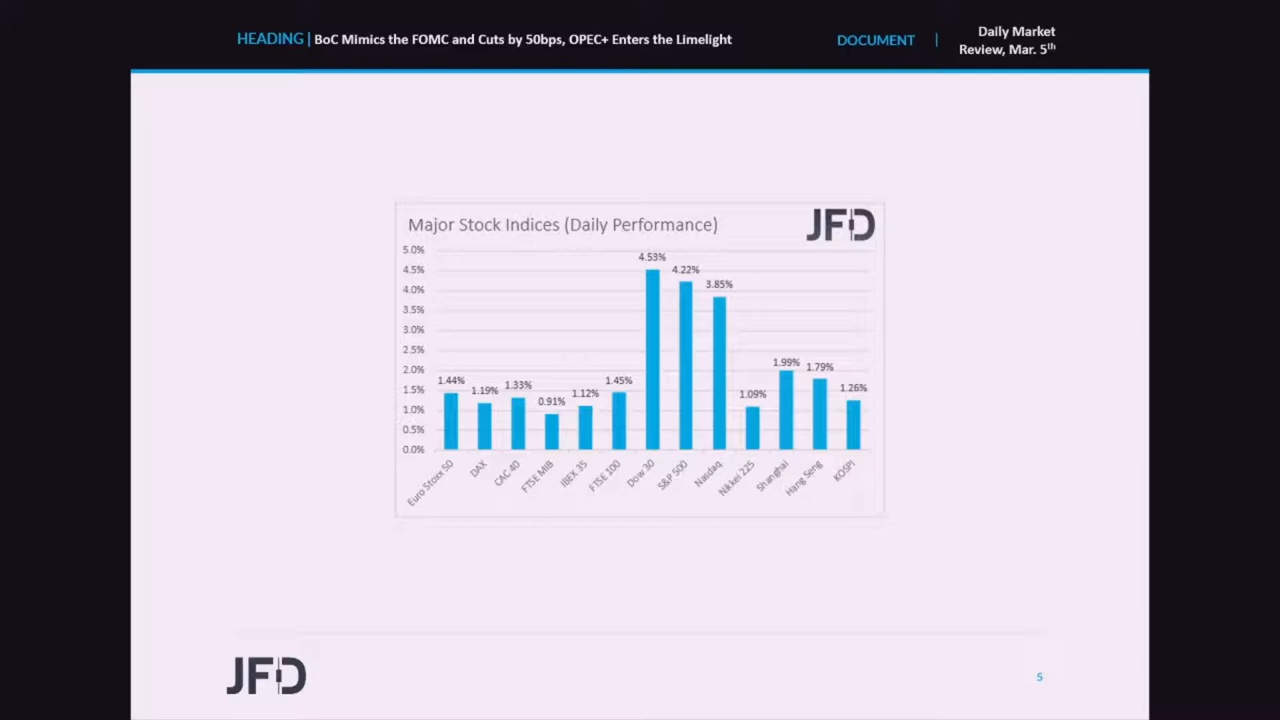 HEADING | BoC Mimics the FOMC and Cuts by 50bps, OPEC+ Enters the Limelight
DOCUMENT |
Daily Market
Review, Mar. 5th
Major Stock Indices (Daily Performance)
JFD
5.0%
4.5%
4.0%
3.5%
3.0%
2.5%
2.0%
1.5%
1.0%
0.5%
0.0%
1.44%
1.19%
1.33%
0.91%
1.12%
1.45%
4.53%
4.22%
3.85%
1.09%
1.99%
1.79%
1.26%
Euro Stoxx 50
DAX
CAC 40
FTSE MIB
IBEX 35
FTSE 100
Dow 30
S&P 500
Nasdaq
Nikkei 225
Shanghai
Hang Seng
KOSPI
JFD
5